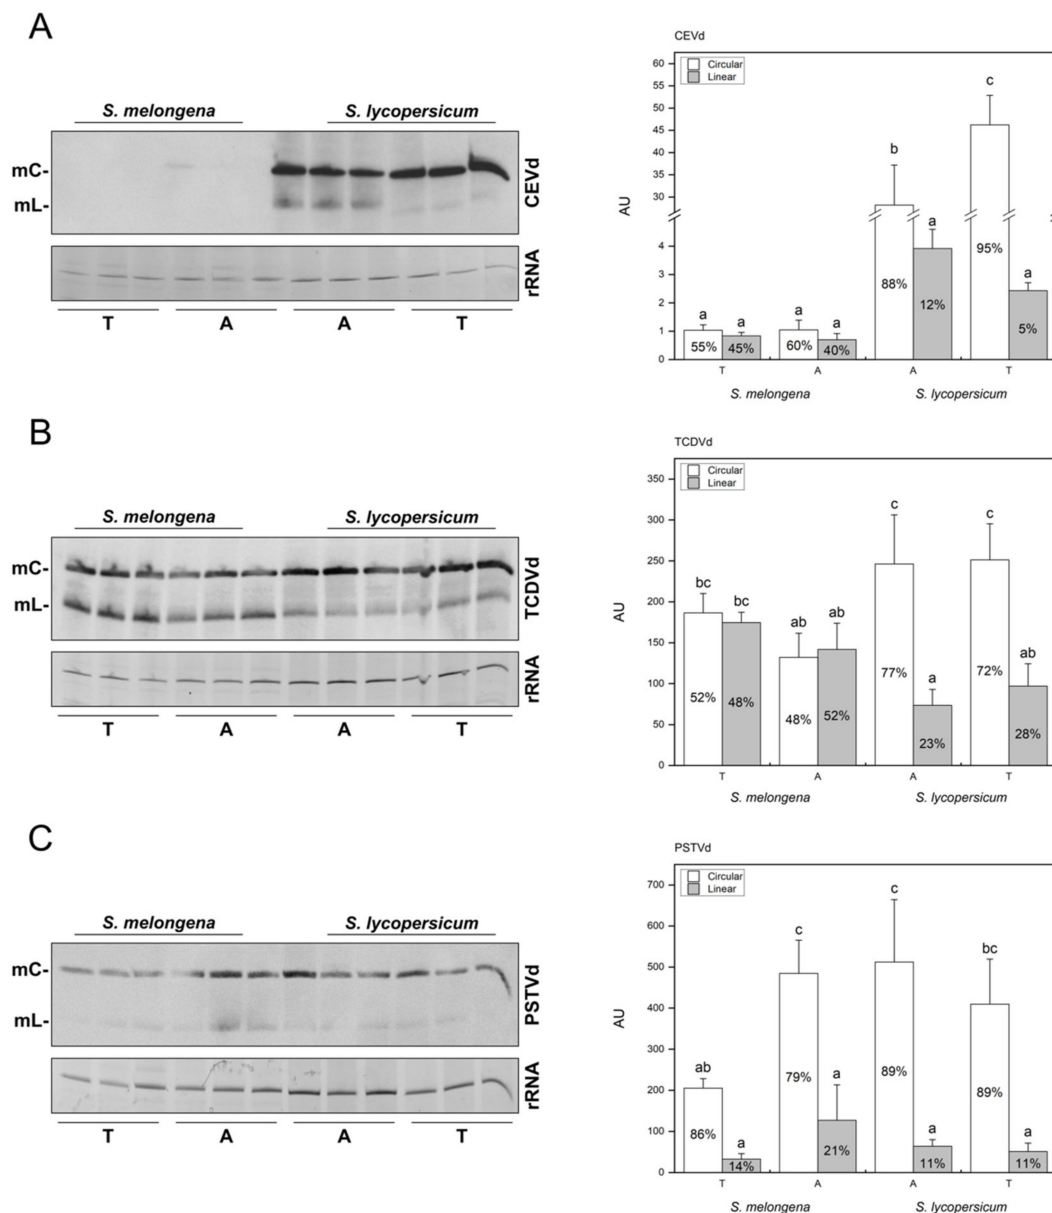 A
S. melongena
S. lycopersicum
mC-
mL-
CEVd
rRNA
T A A T
CEVd
Circular
Linear
AU
60
55
50
45
40
35
30
4
3
2
1
0
a a a a b a c a
55% 45% 60% 40% 88% 12% 95% 5%
T A A T
S. melongena S. lycopersicum
B
S. melongena
S. lycopersicum
mC-
mL-
TCDVd
rRNA
T A A T
TCDVd
Circular
Linear
AU
350
300
250
200
150
100
50
0
bc bc ab ab c a c ab
52% 48% 48% 52% 77% 23% 72% 28%
T A A T
S. melongena S. lycopersicum
C
S. melongena
S. lycopersicum
mC-
mL-
PSTVd
rRNA
T A A T
PSTVd
Circular
Linear
AU
700
600
500
400
300
200
100
0
ab a c a c a bc a
86% 14% 79% 21% 89% 11% 89% 11%
T A A T
S. melongena S. lycopersicum